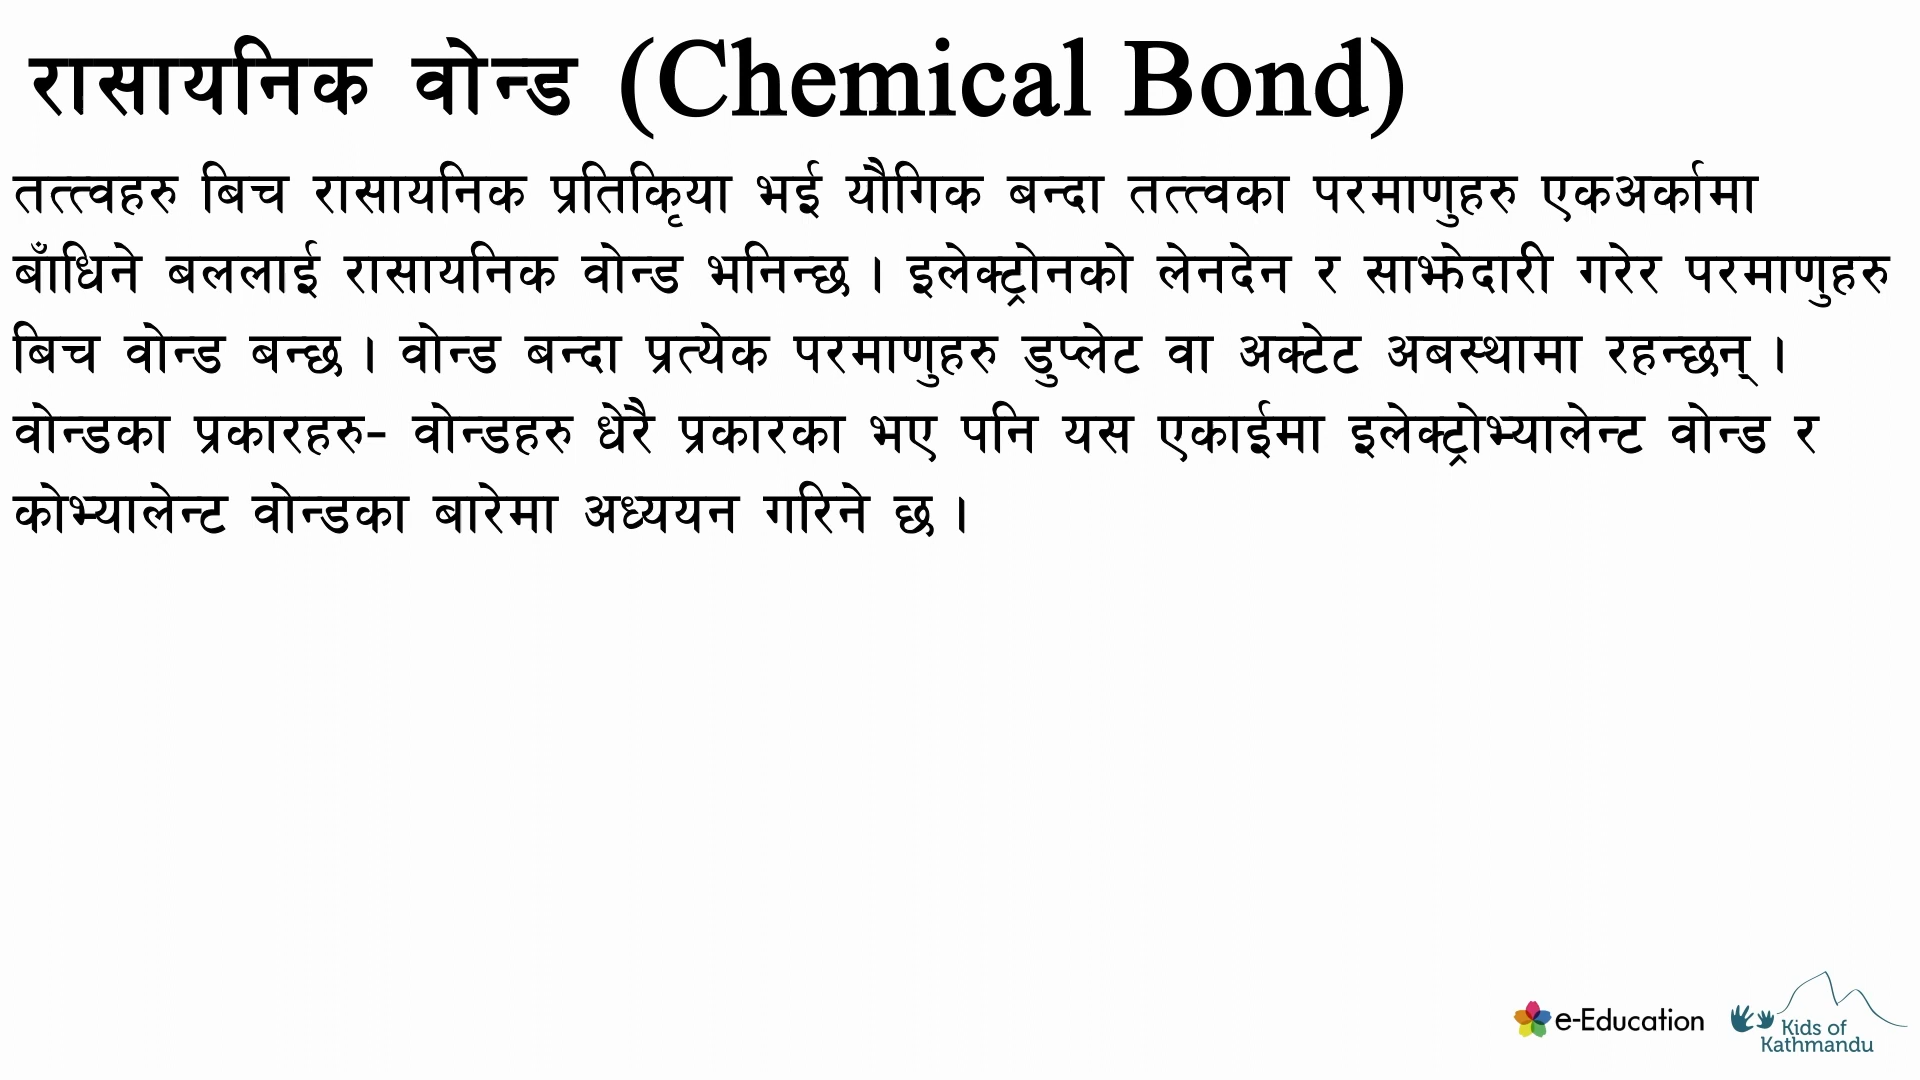 रासायनिक वोन्ड (Chemical Bond)
तत्त्वहरु बिच रासायनिक प्रतिकृिया भई यौगिक बन्दा तत्त्वका परमाणुहरु एकअर्कामा
बाँधिने बललाई रासायनिक वोन्ड भनिन्छ । इलेक्ट्रोनको लेनदेन र साझेदारी गरेर परमाणुहरु
बिच वोन्ड बन्छ । वोन्ड बन्दा प्रत्येक परमाणुहरु डुप्लेट वा अक्टेट अबस्थामा रहन्छन् ।
वोन्डका प्रकारहरु- वोन्डहरु धेरै प्रकारका भए पनि यस एकाईमा इलेक्ट्रोभ्यालेन्ट वोन्ड र
कोभ्यालेन्ट वोन्डका बारेमा अध्ययन गरिने छ ।
e-Education
Kids of
Kathmandu